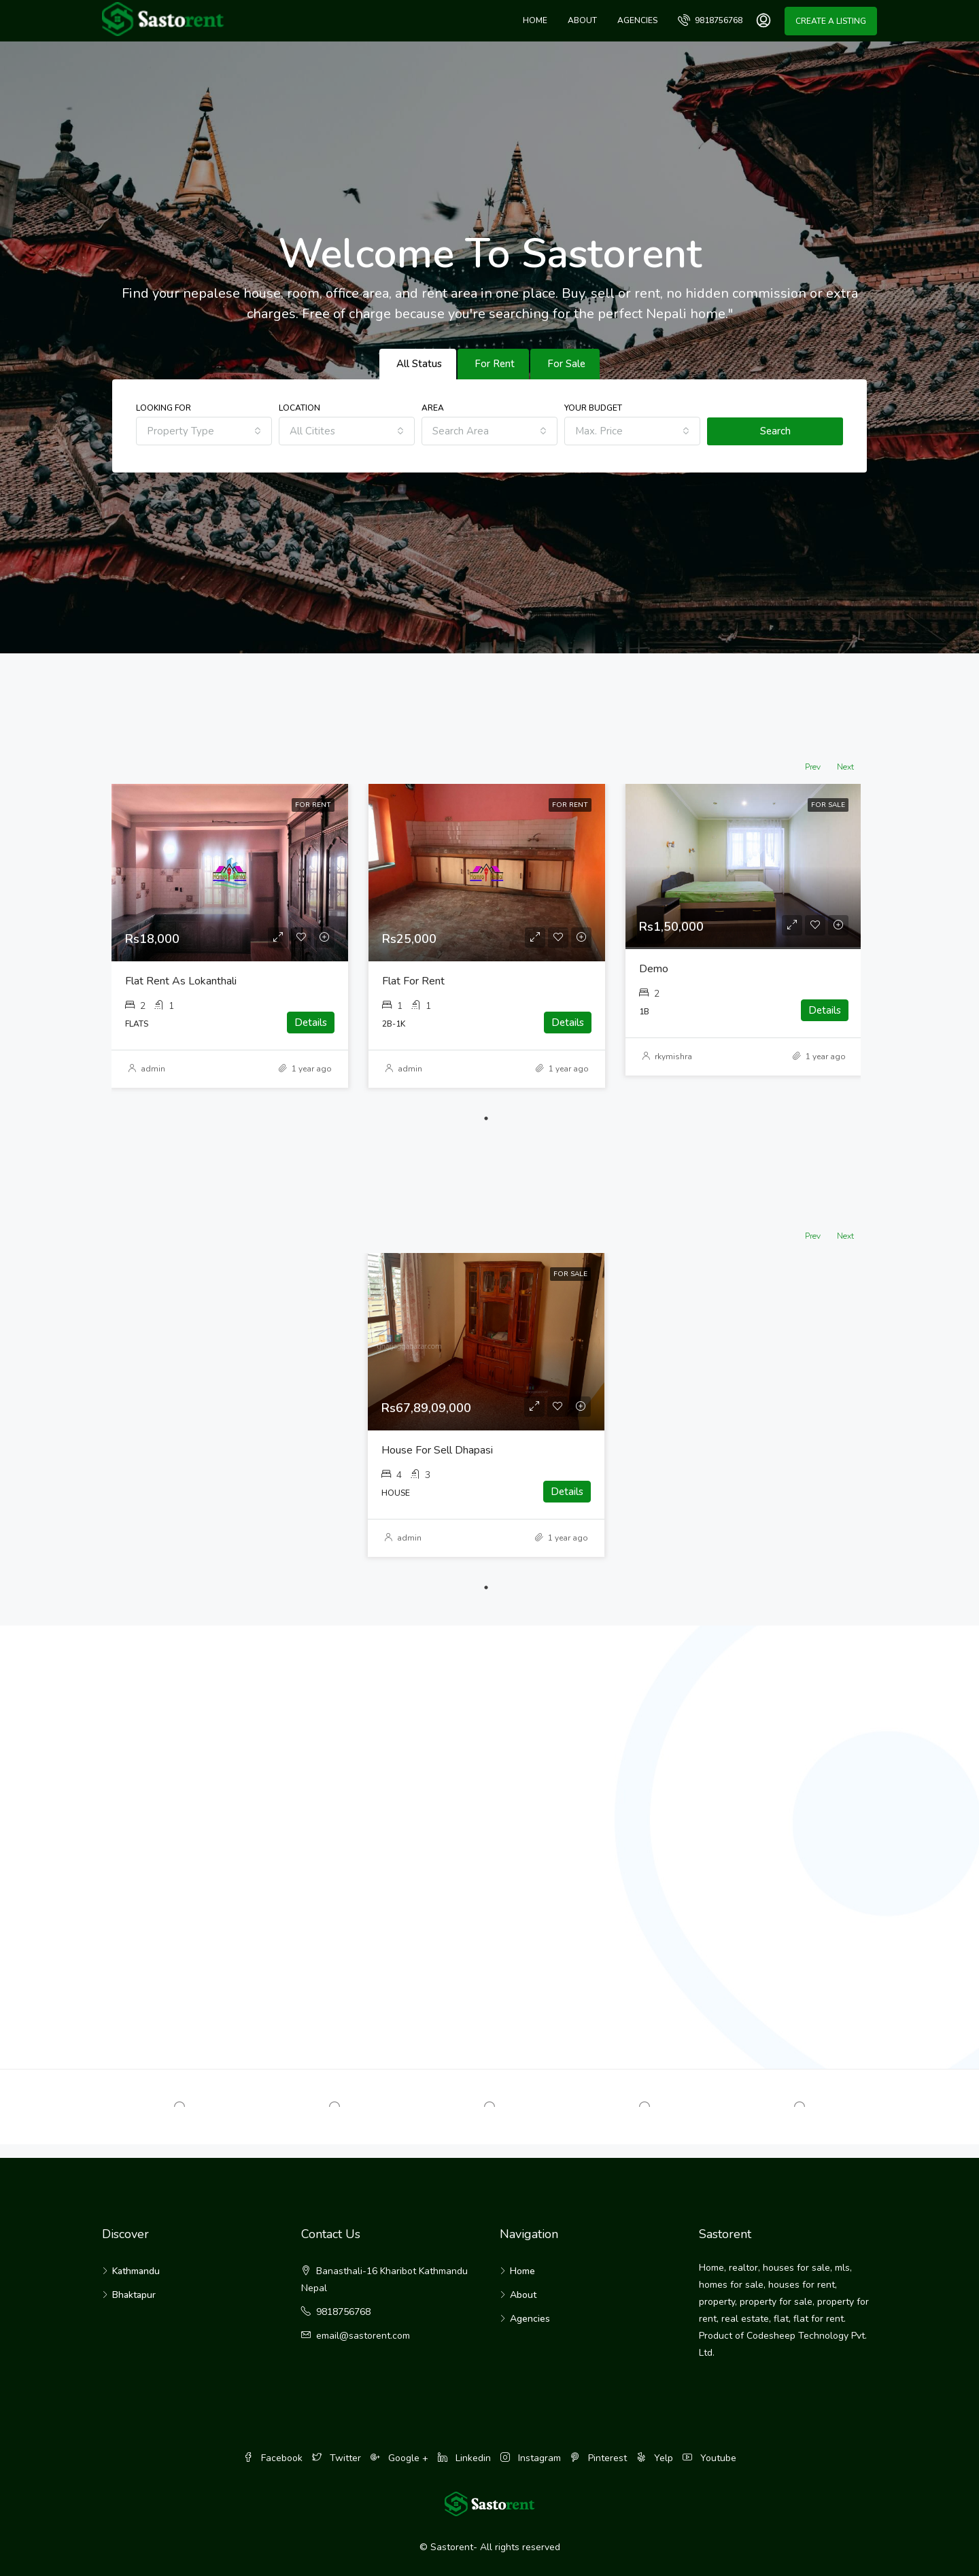 Sastorent
HOME ABOUT AGENCIES 9818756768 CREATE A LISTING
Welcome To Sastorent
Find your nepalese house. room, office area, and rent area in one place. Buy, sell or rent, no hidden commission or extra
charges. Free of charge because you're searching for the perfect Nepali home."
All Status For Rent For Sale
LOOKING FOR LOCATION AREA YOUR BUDGET
Property Type All Citites Search Area Max. Price Search
Prev Next
FOR RENT
Rs18,000
Flat Rent As Lokanthali
2 1
FLATS
Details
admin 1 year ago
FOR RENT
Rs25,000
Flat For Rent
1 1
2B-1K
Details
admin 1 year ago
FOR SALE
Rs1,50,000
Demo
2
1B
Details
rkymishra 1 year ago
Prev Next
FOR SALE
Rs67,89,09,000
House For Sell Dhapasi
4 3
HOUSE
Details
admin 1 year ago
Discover
Kathmandu
Bhaktapur
Contact Us
Banasthali-16 Kharibot Kathmandu
Nepal
9818756768
email@sastorent.com
Navigation
Home
About
Agencies
Sastorent
Home, realtor, houses for sale, mls,
homes for sale, houses for rent,
property, property for sale, property for
rent, real estate, flat, flat for rent.
Product of Codesheep Technology Pvt.
Ltd.
Facebook Twitter Google + Linkedin Instagram Pinterest Yelp Youtube
Sastorent
© Sastorent- All rights reserved